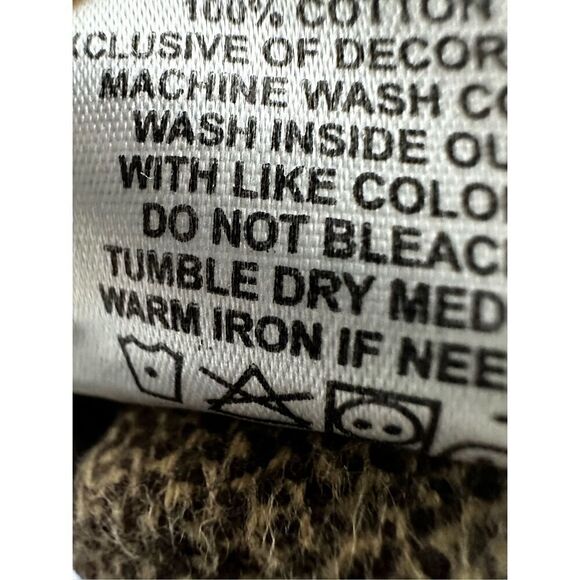 100% COTTON
XCLUSIVE OF DECOR
MACHINE WASH CO
WASH INSIDE OU
WITH LIKE COLO
DO NOT BLEAC
TUMBLE DRY MED
WARM IRON IF NEE